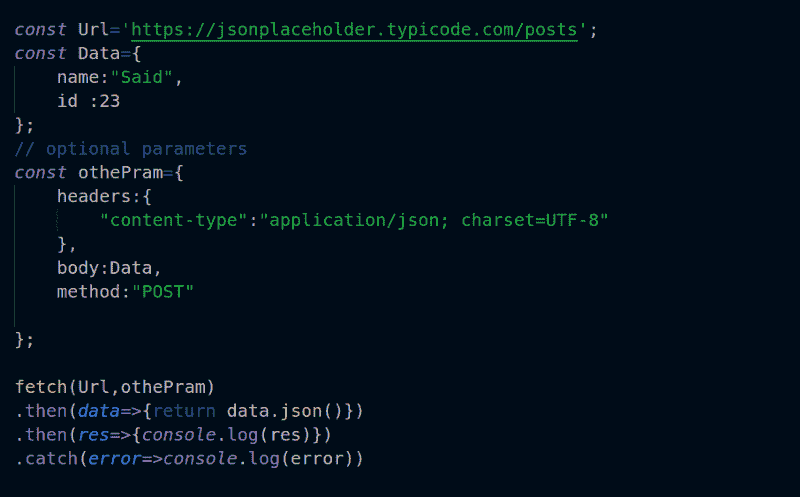 const Url='https://jsonplaceholder.typicode.com/posts';
const Data={
    name:"Said",
    id :23
};
// optional parameters
const othePram={
    headers:{
        "content-type":"application/json; charset=UTF-8"
    },
    body:Data,
    method:"POST"
};
fetch(Url,othePram)
.then(data=>{return data.json()})
.then(res=>{console.log(res)})
.catch(error=>console.log(error))